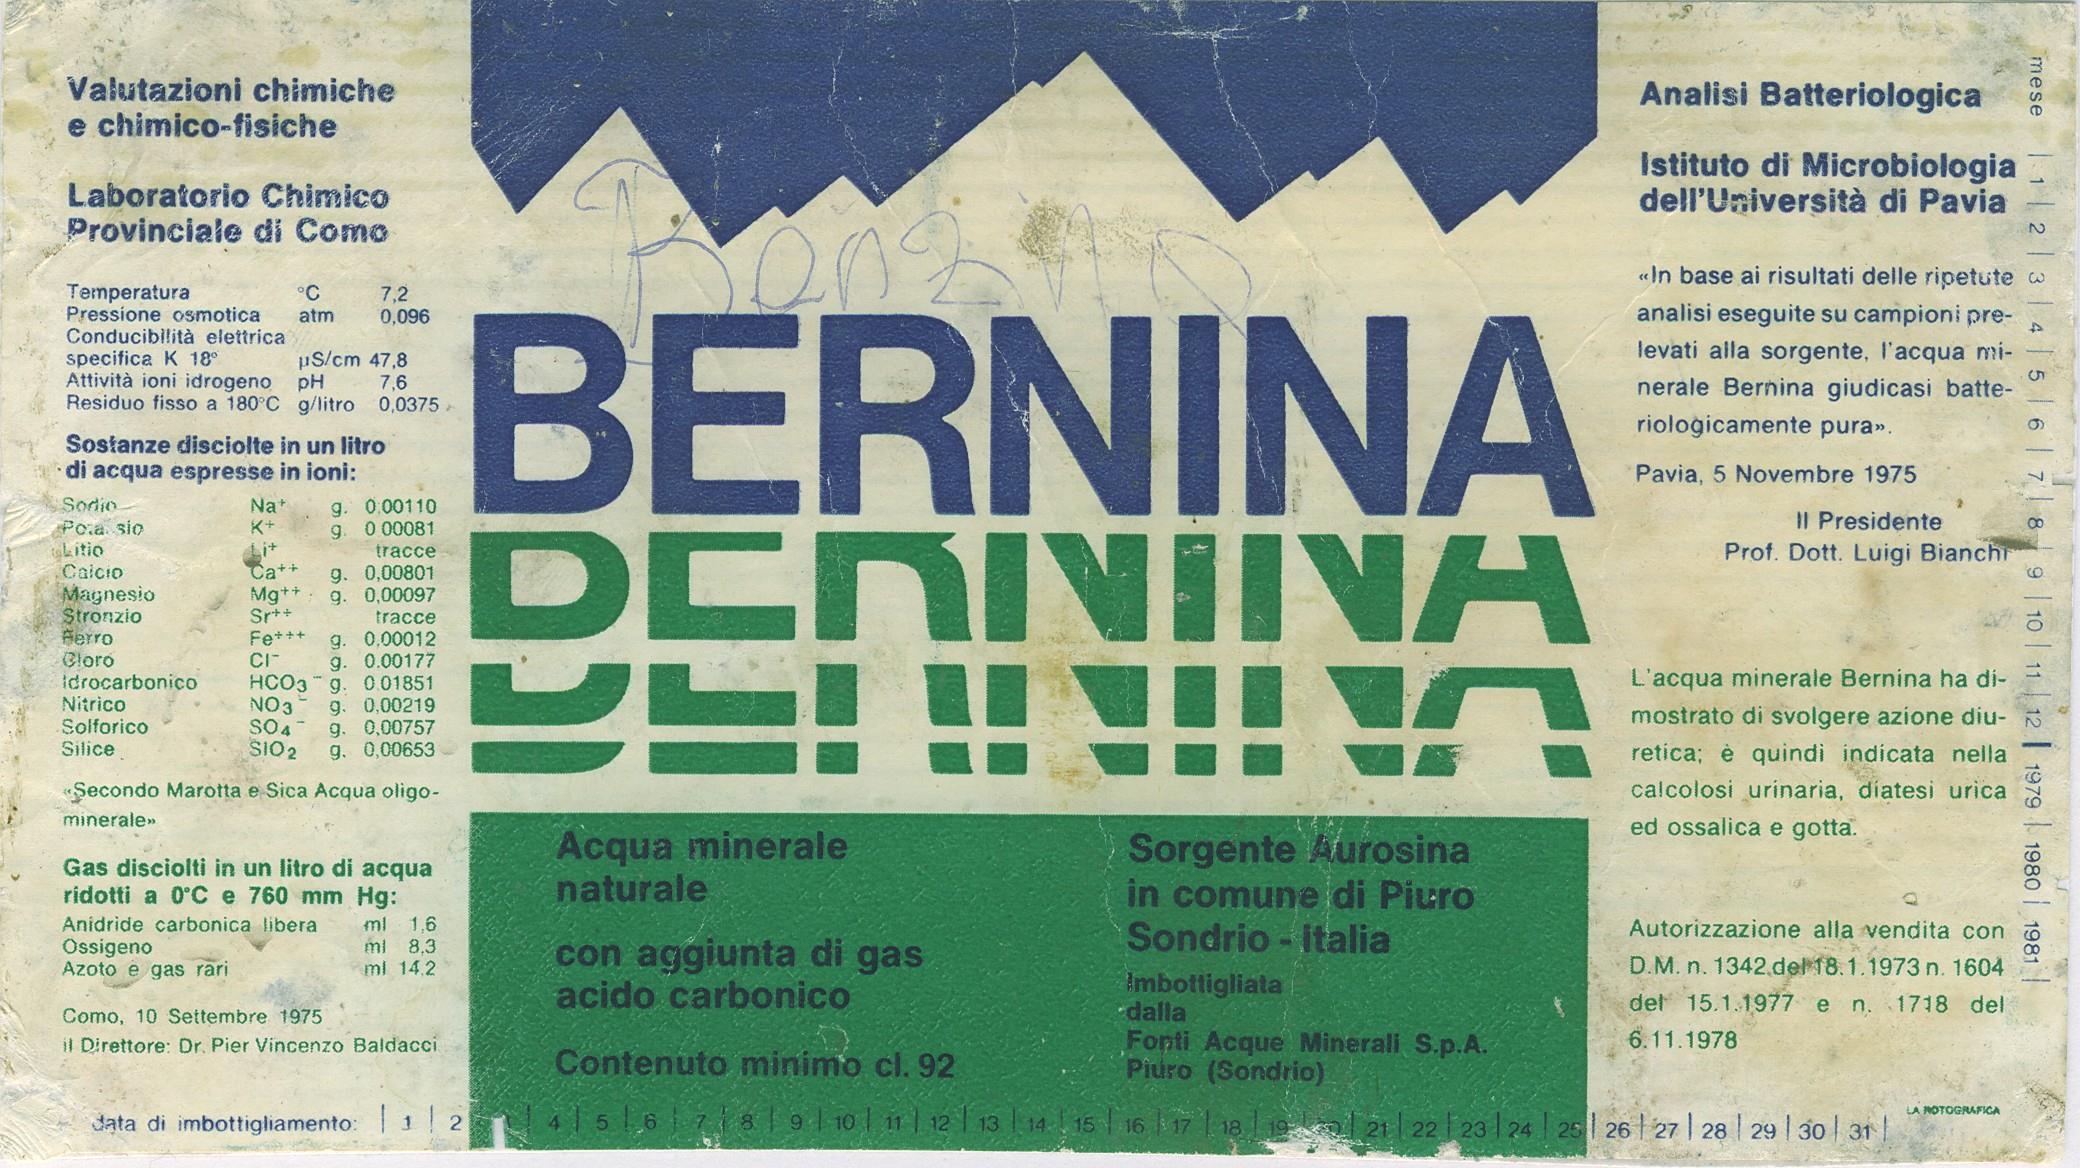 Valutazioni chimiche
e chimico-fisiche
Laboratorio Chimico
Provinciale di Como
Temperatura °C 7,2
Pressione osmotica atm 0,096
Conducibilità elettrica
specifica K 18° µS/cm 47,8
Attività ioni idrogeno pH 7,6
Residuo fisso a 180°C g/litro 0,0375
Sostanze disciolte in un litro
di acqua espresse in ioni:
Sodio Na+ g. 0,00110
Potassio K+ g. 0,00081
Litio Li+ tracce
Calcio Ca++ g. 0,00801
Magnesio Mg++ g. 0,00097
Stronzio Sr++ tracce
Ferro Fe+++ g. 0,00012
Cloro Cl- g. 0.00177
Idrocarbonico HCO3- g. 0.01851
Nitrico NO3- g. 0,00219
Solforico SO4- g. 0,00757
Silice SIO2 g. 0,00653
«Secondo Marotta e Sica Acqua oligo-
minerale»
Gas disciolti in un litro di acqua
ridotti a 0°C e 760 mm Hg:
Anidride carbonica libera ml 1,6
Ossigeno ml 8,3
Azoto e gas rari ml 14,2
Como, 10 Settembre 1975
il Direttore: Dr. Pier Vincenzo Baldacci
Benzina
BERNINA
BERNINA
BERNINA
BERNINA
Acqua minerale
naturale
con aggiunta di gas
acido carbonico
Contenuto minimo cl. 92
Sorgente Aurosina
in comune di Piuro
Sondrio - Italia
Imbottigliata
dalla
Fonti Acque Minerali S.p.A.
Piuro (Sondrio)
Analisi Batteriologica
Istituto di Microbiologia
dell'Università di Pavia
«In base ai risultati delle ripetute
analisi eseguite su campioni pre-
levati alla sorgente, l'acqua mi-
nerale Bernina giudicasi batte-
riologicamente pura».
Pavia, 5 Novembre 1975
Il Presidente
Prof. Dott. Luigi Bianchi
L'acqua minerale Bernina ha di-
mostrato di svolgere azione diu-
retica; è quindi indicata nella
calcolosi urinaria, diatesi urica
ed ossalica e gotta.
Autorizzazione alla vendita con
D.M. n. 1342 del 18.1.1973 n. 1604
del 15.1.1977 e n. 1718 del
6.11.1978
LA ROTOGRAFICA
mese | 1 | 2 | 3 | 4 | 5 | 6 | 7 | 8 | 9 | 10 | 11 | 12 | 1979 | 1980 | 1981 |
data di imbottigliamento: | 1 | 2 | 3 | 4 | 5 | 6 | 7 | 8 | 9 | 10 | 11 | 12 | 13 | 14 | 15 | 16 | 17 | 18 | 19 | 20 | 21 | 22 | 23 | 24 | 25 | 26 | 27 | 28 | 29 | 30 | 31 |